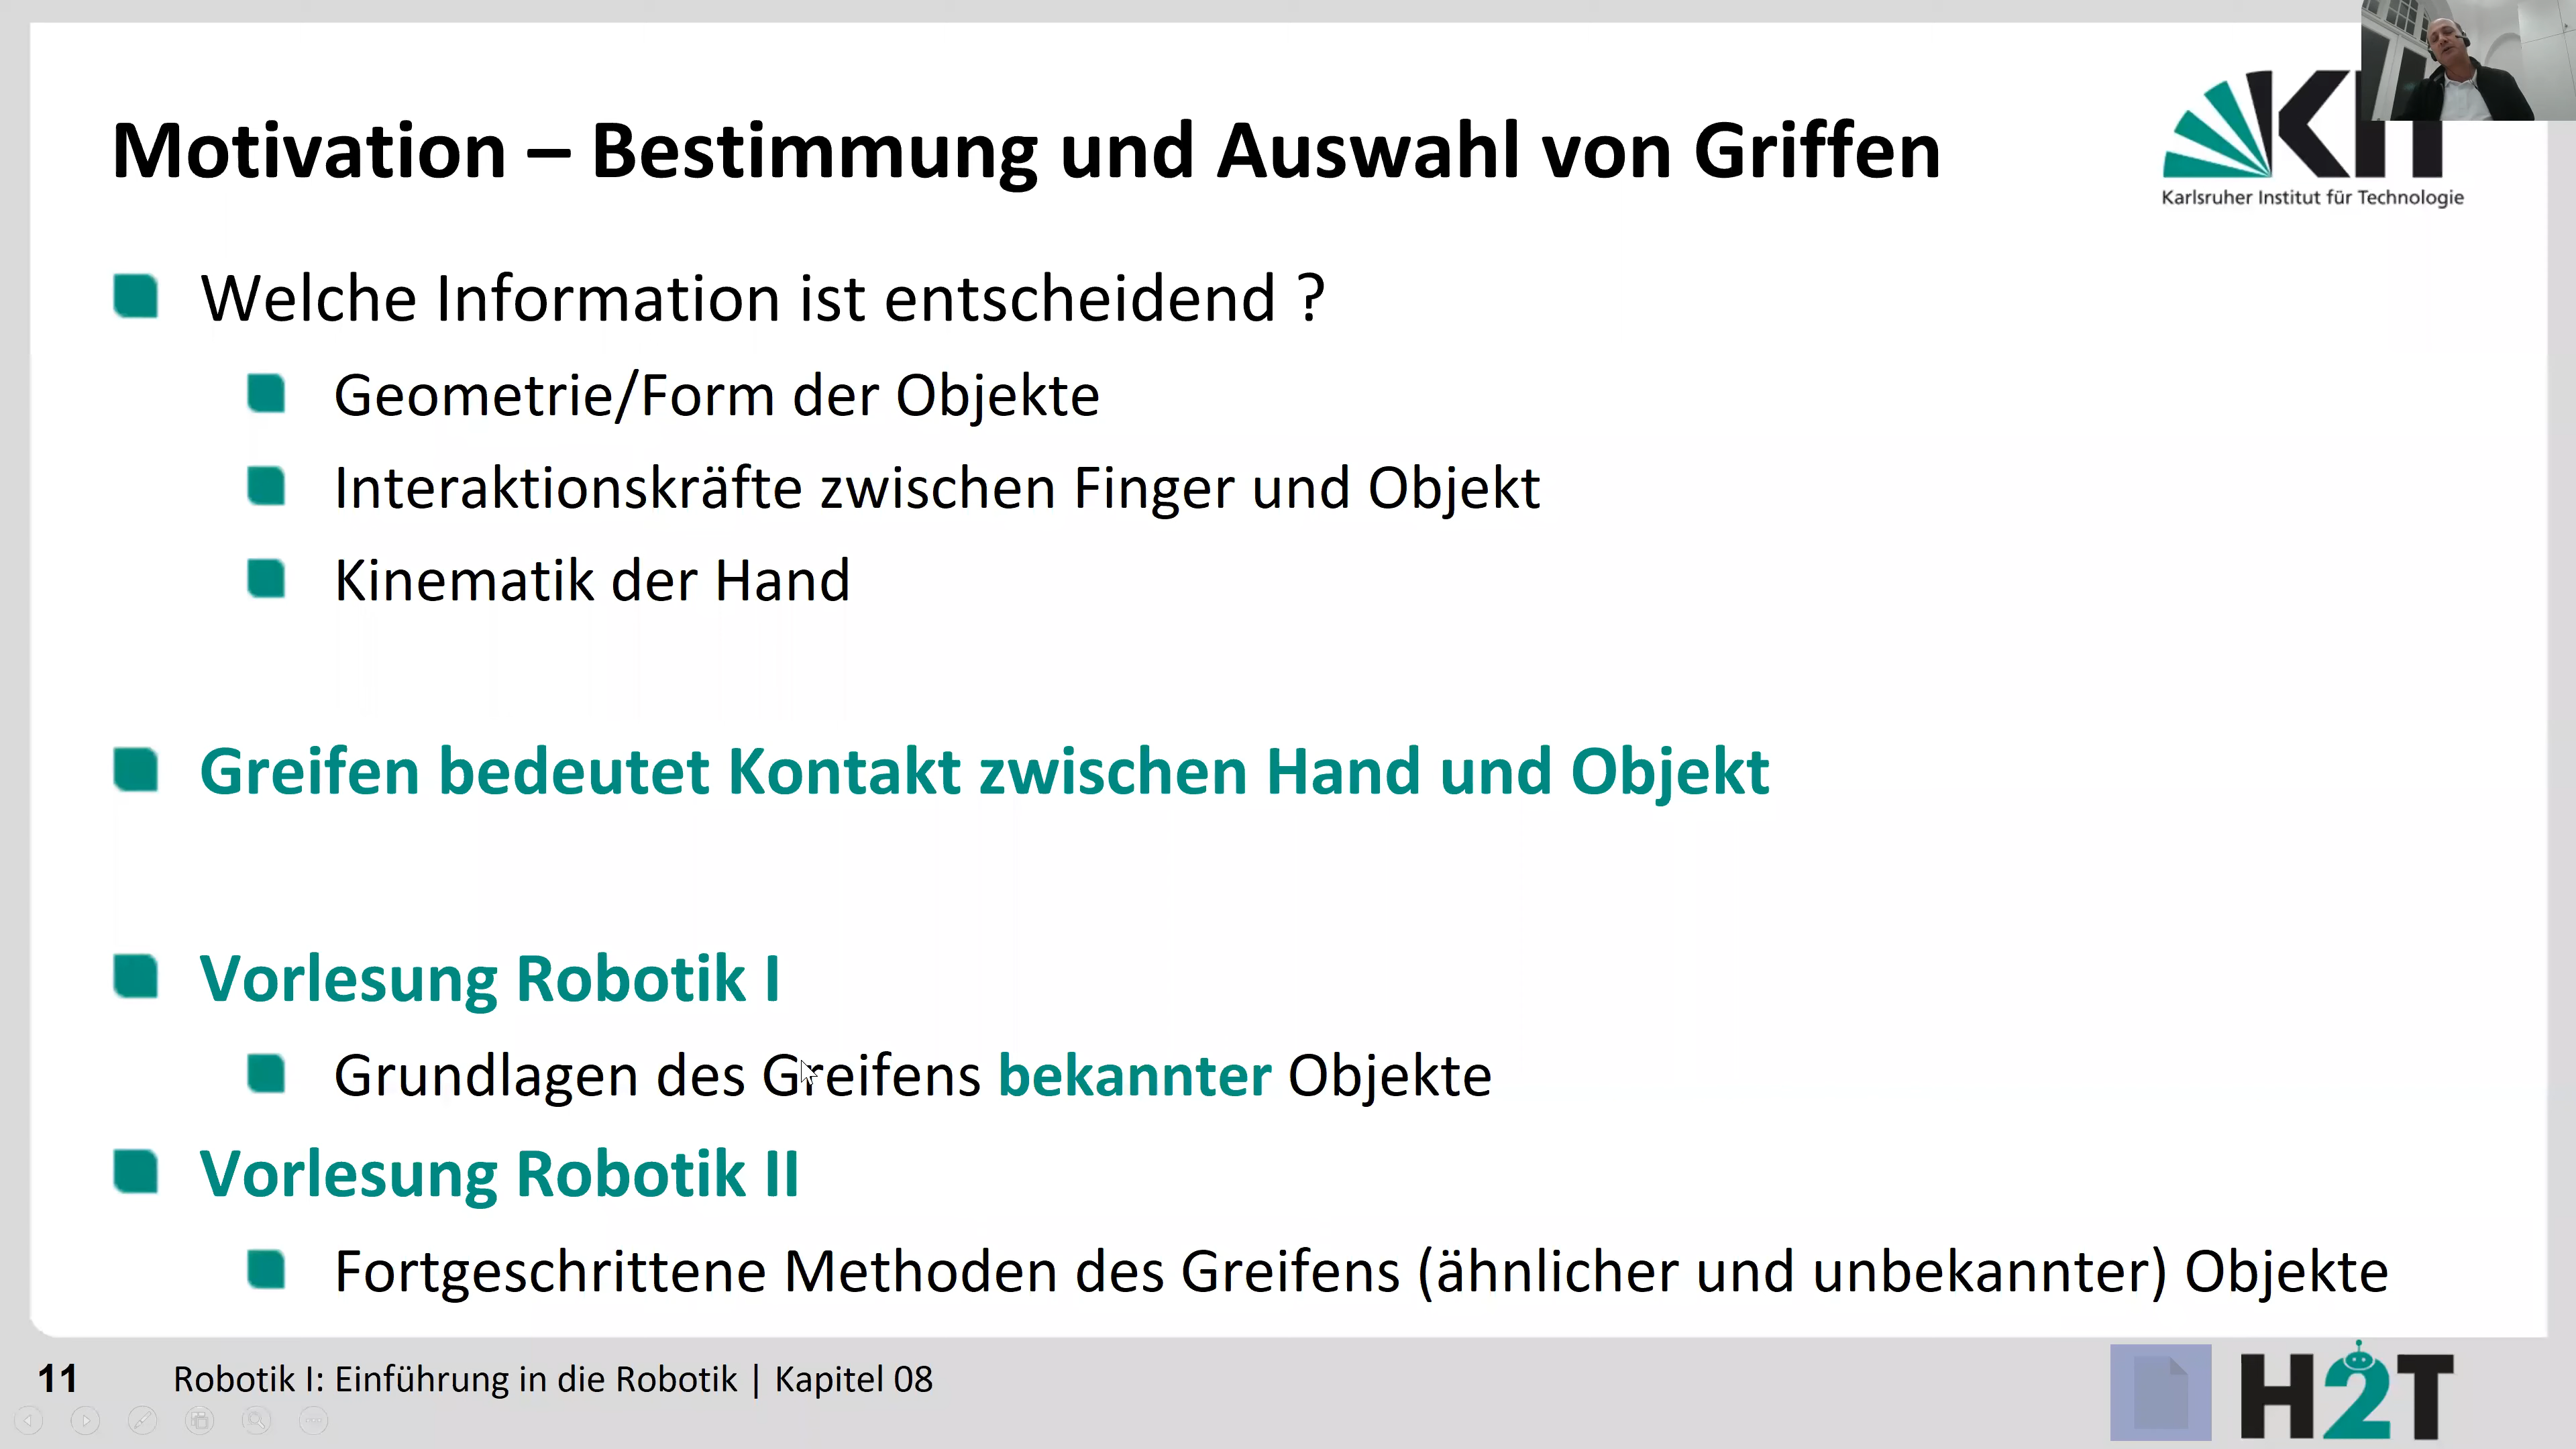 Motivation – Bestimmung und Auswahl von Griffen
Karlsruher Institut für Technologie
Welche Information ist entscheidend ?
Geometrie/Form der Objekte
Interaktionskräfte zwischen Finger und Objekt
Kinematik der Hand
Greifen bedeutet Kontakt zwischen Hand und Objekt
Vorlesung Robotik I
Grundlagen des Greifens bekannter Objekte
Vorlesung Robotik II
Fortgeschrittene Methoden des Greifens (ähnlicher und unbekannter) Objekte
11
Robotik I: Einführung in die Robotik | Kapitel 08
H2T